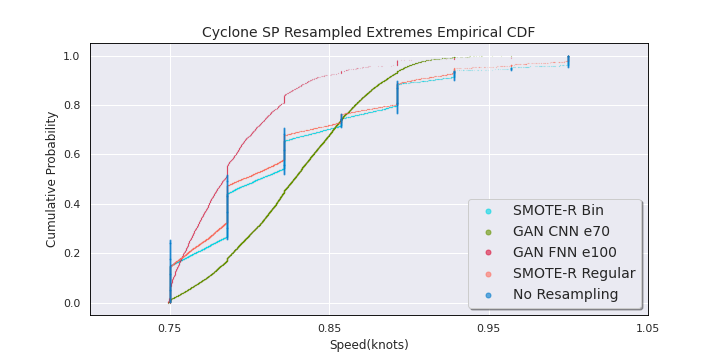 Cyclone SP Resampled Extremes Empirical CDF
Cumulative Probability
1.0
0.8
0.6
0.4
0.2
0.0
SMOTE-R Bin
GAN CNN e70
GAN FNN e100
SMOTE-R Regular
No Resampling
0.75
0.85
0.95
1.05
Speed(knots)